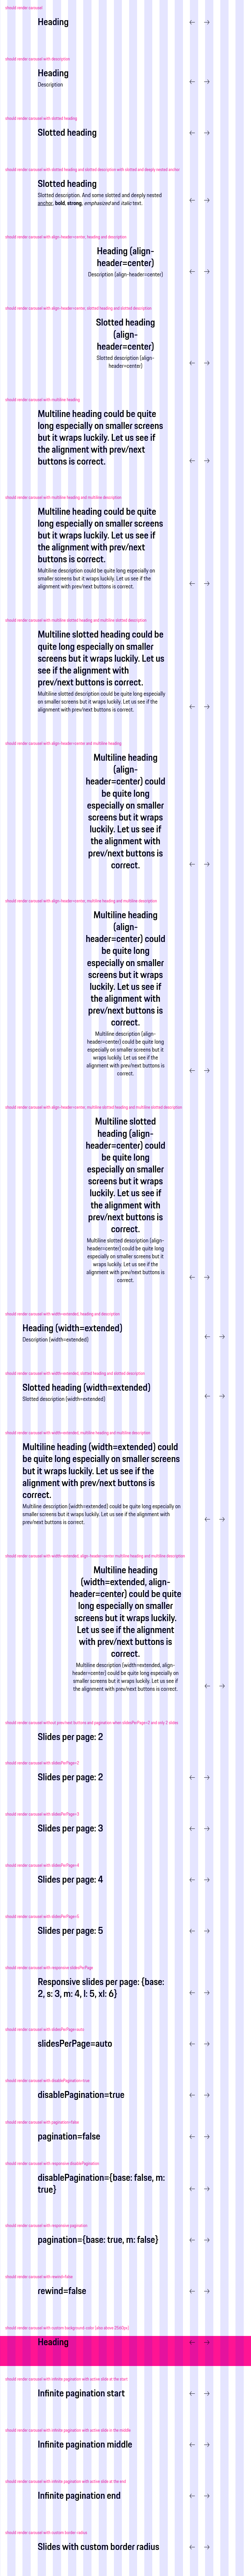 should render carousel
Heading
should render carousel with description
Heading
Description
should render carousel with slotted heading
Slotted heading
should render carousel with slotted heading and slotted description with slotted and deeply nested anchor
Slotted heading
Slotted description. And some slotted and deeply nested
anchor, bold, strong, emphasized and italic text.
should render carousel with align-header=center, heading and description
Heading (align-
header=center)
Description (align-header=center)
should render carousel with align-header=center, slotted heading and slotted description
Slotted heading
(align-
header=center)
Slotted description (align-
header=center)
should render carousel with multiline heading
Multiline heading could be quite
long especially on smaller screens
but it wraps luckily. Let us see if
the alignment with prev/next
buttons is correct.
should render carousel with multiline heading and multiline description
Multiline heading could be quite
long especially on smaller screens
but it wraps luckily. Let us see if
the alignment with prev/next
buttons is correct.
Multiline description could be quite long especially on
smaller screens but it wraps luckily. Let us see if the
alignment with prev/next buttons is correct.
should render carousel with multiline slotted heading and multiline slotted description
Multiline slotted heading could be
quite long especially on smaller
screens but it wraps luckily. Let us
see if the alignment with
prev/next buttons is correct.
Multiline slotted description could be quite long especially
on smaller screens but it wraps luckily. Let us see if the
alignment with prev/next buttons is correct.
should render carousel with align-header=center and multiline heading
Multiline heading
(align-
header=center) could
be quite long
especially on smaller
screens but it wraps
luckily. Let us see if
the alignment with
prev/next buttons is
correct.
should render carousel with align-header=center, multiline heading and multiline description
Multiline heading
(align-
header=center) could
be quite long
especially on smaller
screens but it wraps
luckily. Let us see if
the alignment with
prev/next buttons is
correct.
Multiline description (align-
header=center) could be quite long
especially on smaller screens but it
wraps luckily. Let us see if the
alignment with prev/next buttons is
correct.
should render carousel with align-header=center, multiline slotted heading and multiline slotted description
Multiline slotted
heading (align-
header=center) could
be quite long
especially on smaller
screens but it wraps
luckily. Let us see if
the alignment with
prev/next buttons is
correct.
Multiline slotted description (align-
header=center) could be quite long
especially on smaller screens but it
wraps luckily. Let us see if the
alignment with prev/next buttons is
correct.
should render carousel with width=extended, heading and description
Heading (width=extended)
Description (width=extended)
should render carousel with width=extended, slotted heading and slotted description
Slotted heading (width=extended)
Slotted description (width=extended)
should render carousel with width=extended, multiline heading and multiline description
Multiline heading (width=extended) could
be quite long especially on smaller screens
but it wraps luckily. Let us see if the
alignment with prev/next buttons is
correct.
Multiline description (width=extended) could be quite long especially on
smaller screens but it wraps luckily. Let us see if the alignment with
prev/next buttons is correct.
should render carousel with width=extended, align-header=center multiline heading and multiline description
Multiline heading
(width=extended, align-
header=center) could be quite
long especially on smaller
screens but it wraps luckily.
Let us see if the alignment
with prev/next buttons is
correct.
Multiline description (width=extended, align-
header=center) could be quite long especially on
smaller screens but it wraps luckily. Let us see if
the alignment with prev/next buttons is correct.
should render carousel without prev/next buttons and pagination when slidesPerPage=2 and only 2 slides
Slides per page: 2
should render carousel with slidesPerPage=2
Slides per page: 2
should render carousel with slidesPerPage=3
Slides per page: 3
should render carousel with slidesPerPage=4
Slides per page: 4
should render carousel with slidesPerPage=5
Slides per page: 5
should render carousel with responsive slidesPerPage
Responsive slides per page: {base:
2, s: 3, m: 4, l: 5, xl: 6}
should render carousel with slidesPerPage=auto
slidesPerPage=auto
should render carousel with disablePagination=true
disablePagination=true
should render carousel with pagination=false
pagination=false
should render carousel with responsive disablePagination
disablePagination={base: false, m:
true}
should render carousel with responsive pagination
pagination={base: true, m: false}
should render carousel with rewind=false
rewind=false
Heading
should render carousel with infinite pagination with active slide at the start
Infinite pagination start
should render carousel with infinite pagination with active slide in the middle
Infinite pagination middle
should render carousel with infinite pagination with active slide at the end
Infinite pagination end
should render carousel with custom border-radius
Slides with custom border radius